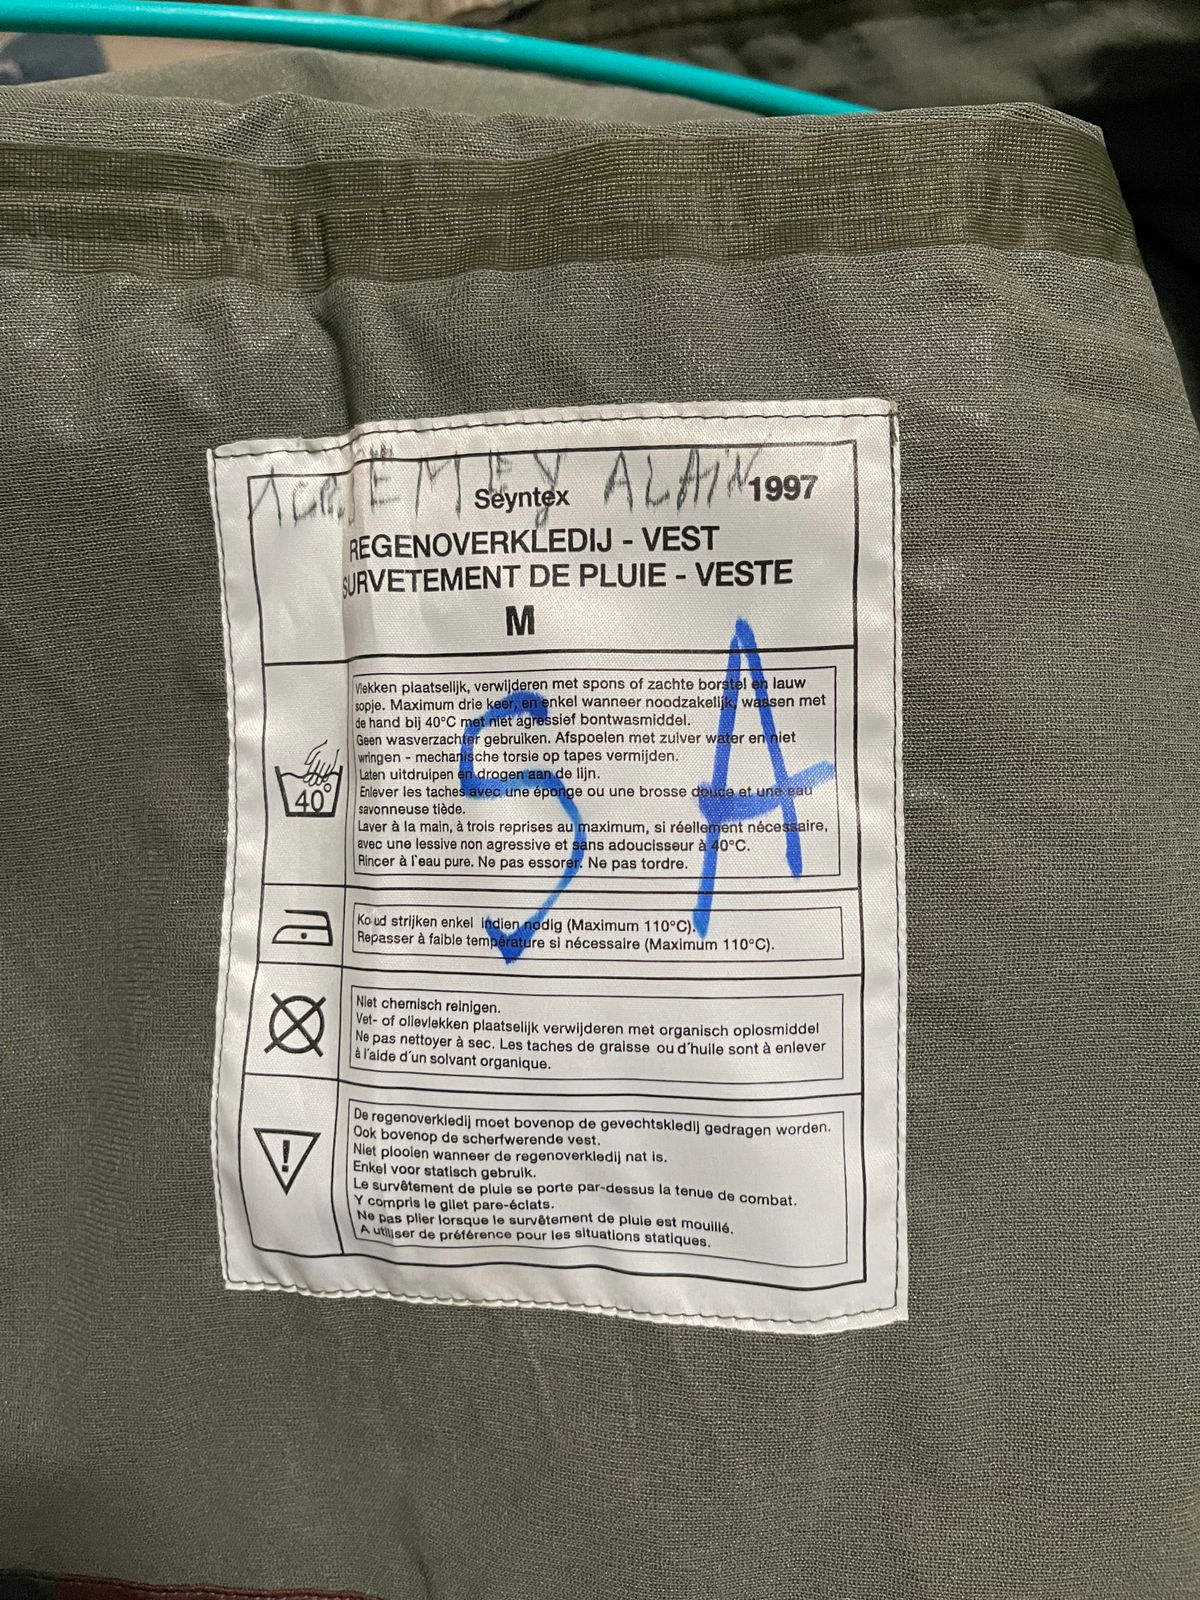 ALAIN
Seyntex 1997
REGENOVERKLEDIJ - VEST
SURVETEMENT DE PLUIE - VESTE
M
S A
Vlekken plaatselijk, verwijderen met spons of zachte borstel en lauw
sopje. Maximum drie keer, en enkel wanneer noodzakelijk, wassen met
de hand bij 40°C met niet agressief bontwasmiddel.
Geen wasverzachter gebruiken. Afspoelen met zuiver water en niet
wringen - mechanische torsie op tapes vermijden.
Laten uitdruipen en drogen aan de lijn.
Enlever les taches avec une éponge ou une brosse douce et une eau
savonneuse tiède.
Laver à la main, à trois reprises au maximum, si réellement nécessaire,
avec une lessive non agressive et sans adoucisseur à 40°C.
Rincer à l'eau pure. Ne pas essorer. Ne pas tordre.
40°
Koud strijken enkel Indien nodig (Maximum 110°C).
Repasser à faible température si nécessaire (Maximum 110°C).
Niet chemisch reinigen.
Vet- of olievlekken plaatselijk verwijderen met organisch oplosmiddel
Ne pas nettoyer à sec. Les taches de graisse ou d'huile sont à enlever
à l'aide d'un solvant organique.
!
De regenoverkledij moet bovenop de gevechtskledij gedragen worden.
Ook bovenop de scherfwerende vest.
Niet plooien wanneer de regenoverkledij nat is.
Enkel voor statisch gebruik.
Le survêtement de pluie se porte par-dessus la tenue de combat.
Y compris le gilet pare-éclats.
Ne pas plier lorsque le survêtement de pluie est mouillé.
A utiliser de préférence pour les situations statiques.